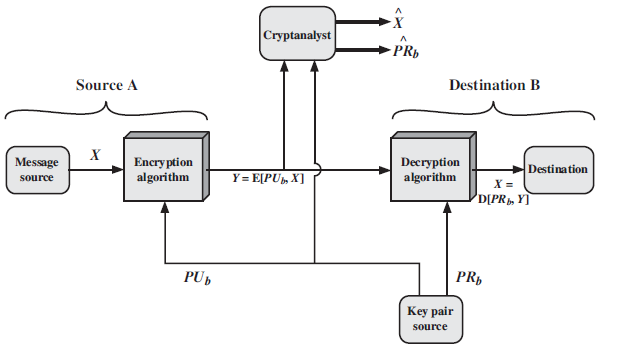 X̂
Cryptanalyst
P̂R_b
Source A
Destination B
Message
source
X
Encryption
algorithm
Y = E[PU_b, X]
Decryption
algorithm
X =
D[PR_b, Y]
Destination
PU_b
PR_b
Key pair
source